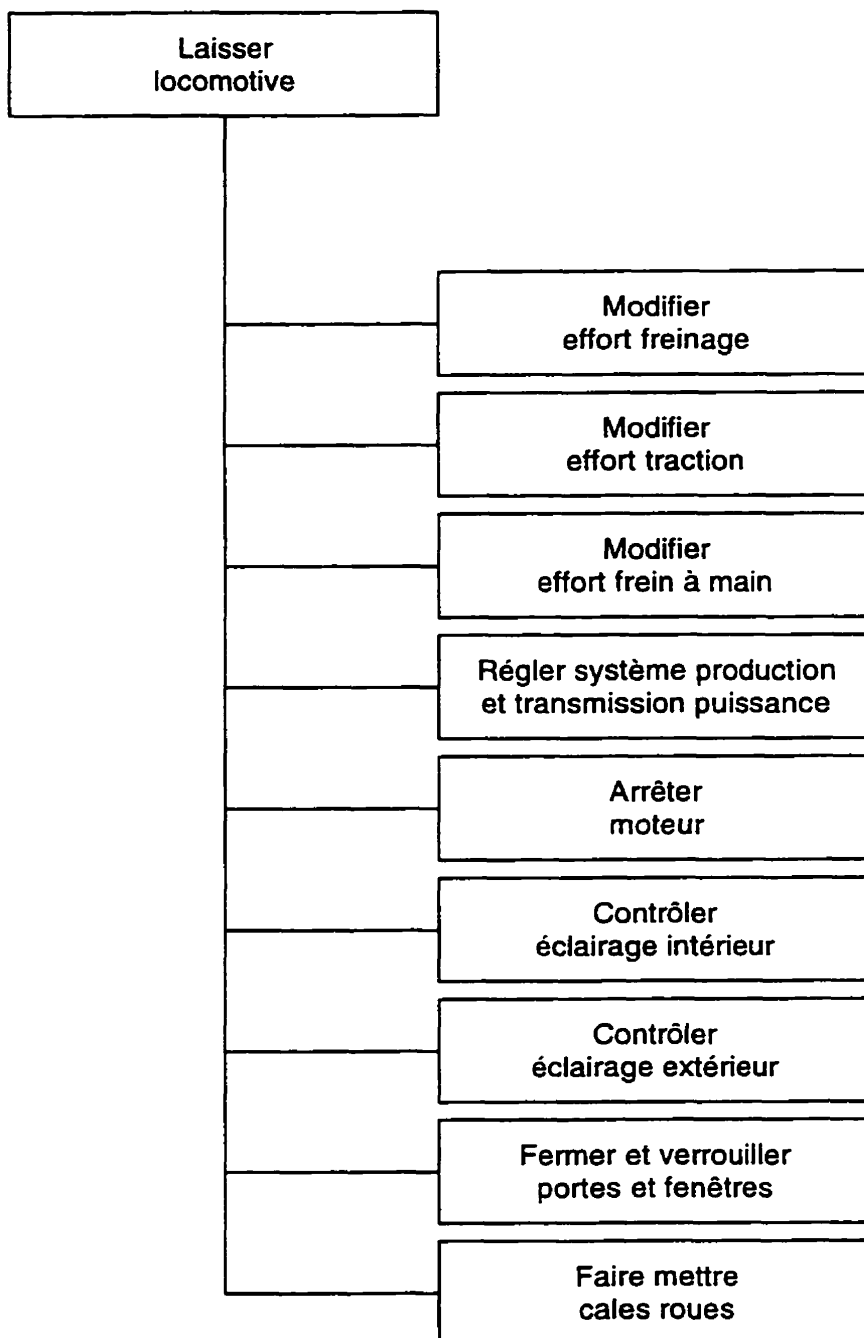 Laisser
locomotive
Modifier
effort freinage
Modifier
effort traction
Modifier
effort frein à main
Régler système production
et transmission puissance
Arrêter
moteur
Contrôler
éclairage intérieur
Contrôler
éclairage extérieur
Fermer et verrouiller
portes et fenêtres
Faire mettre
cales roues